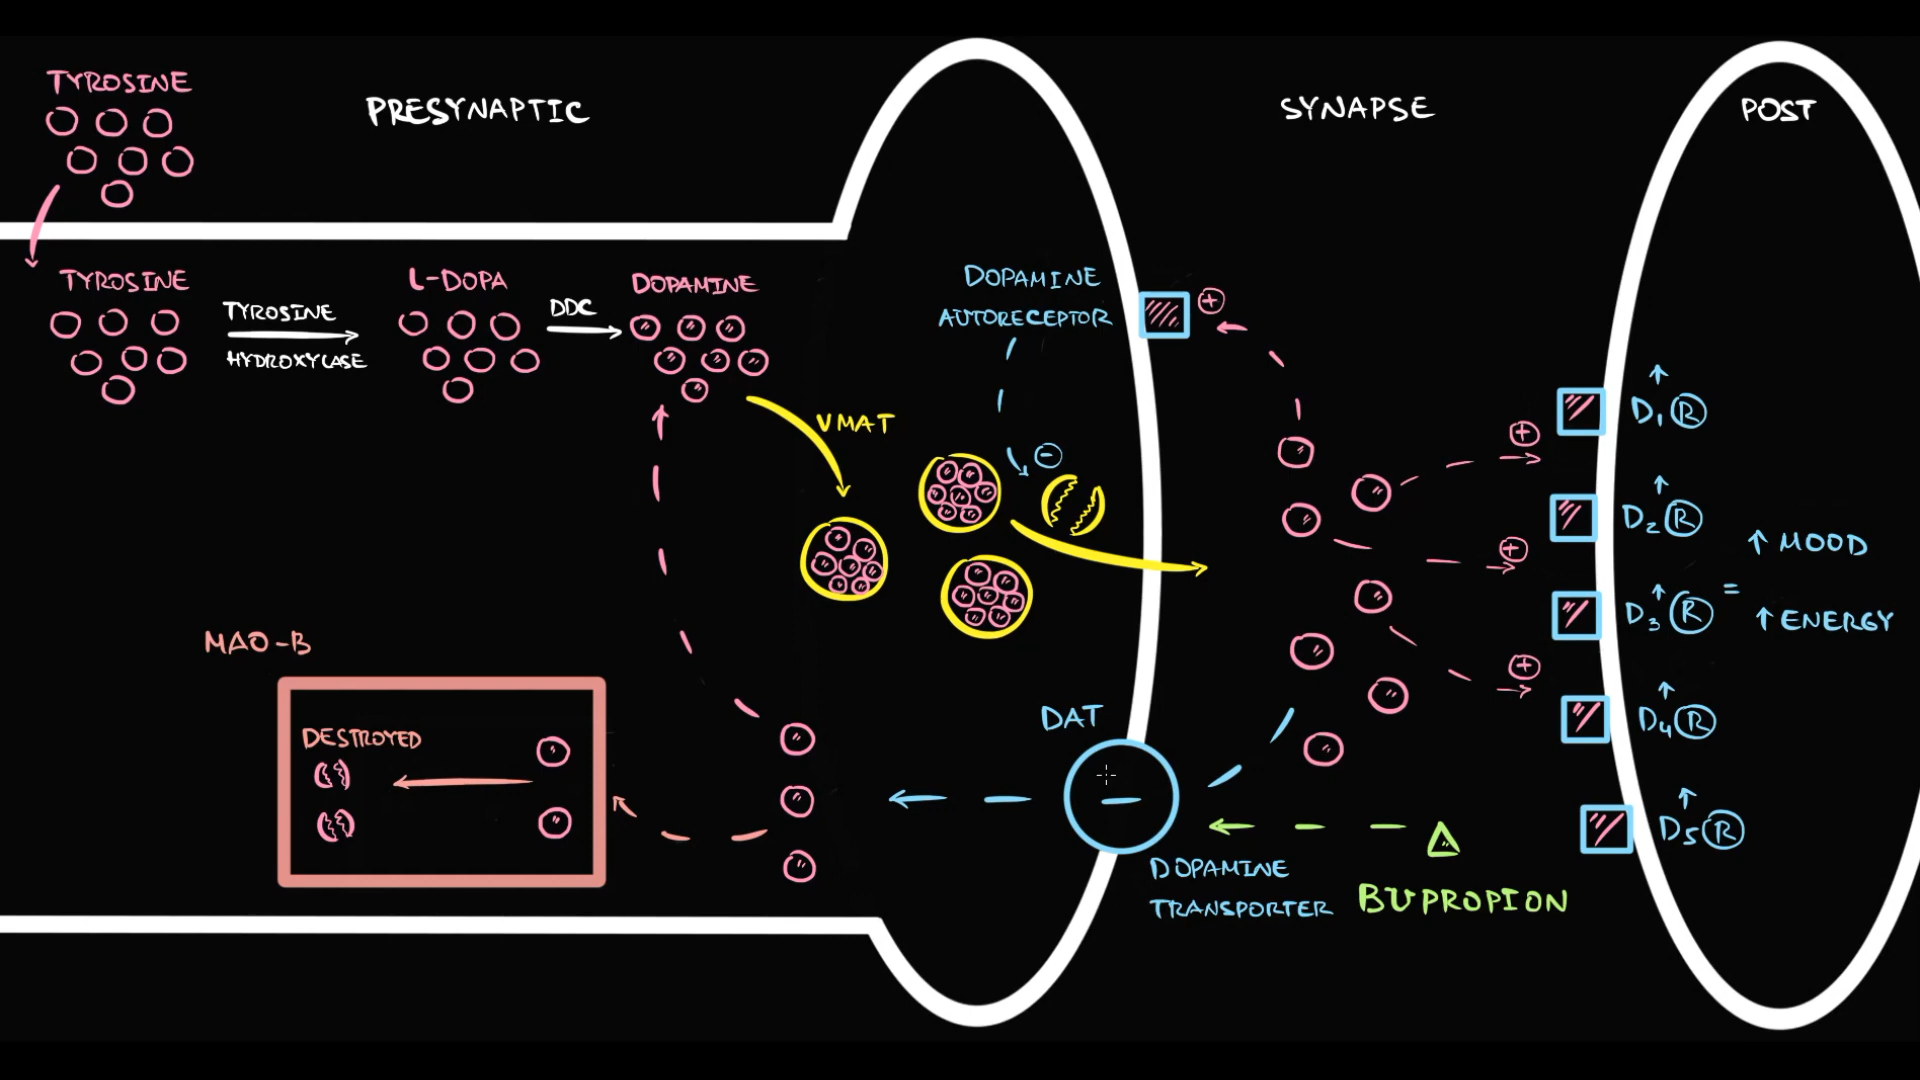 TYROSINE
PRESYNAPTIC
SYNAPSE
POST
TYROSINE
TYROSINE
HYDROXYLASE
L-DOPA
DDC
DOPAMINE
VMAT
DOPAMINE
AUTORECEPTOR
+
-
MAO-B
DESTROYED
DAT
-
DOPAMINE
TRANSPORTER
BUPROPION
+
+
+
↑
D1 R
↑
D2 R
↑
D3 R
↑
D4 R
↑
D5 R
=
↑ MOOD
↑ ENERGY